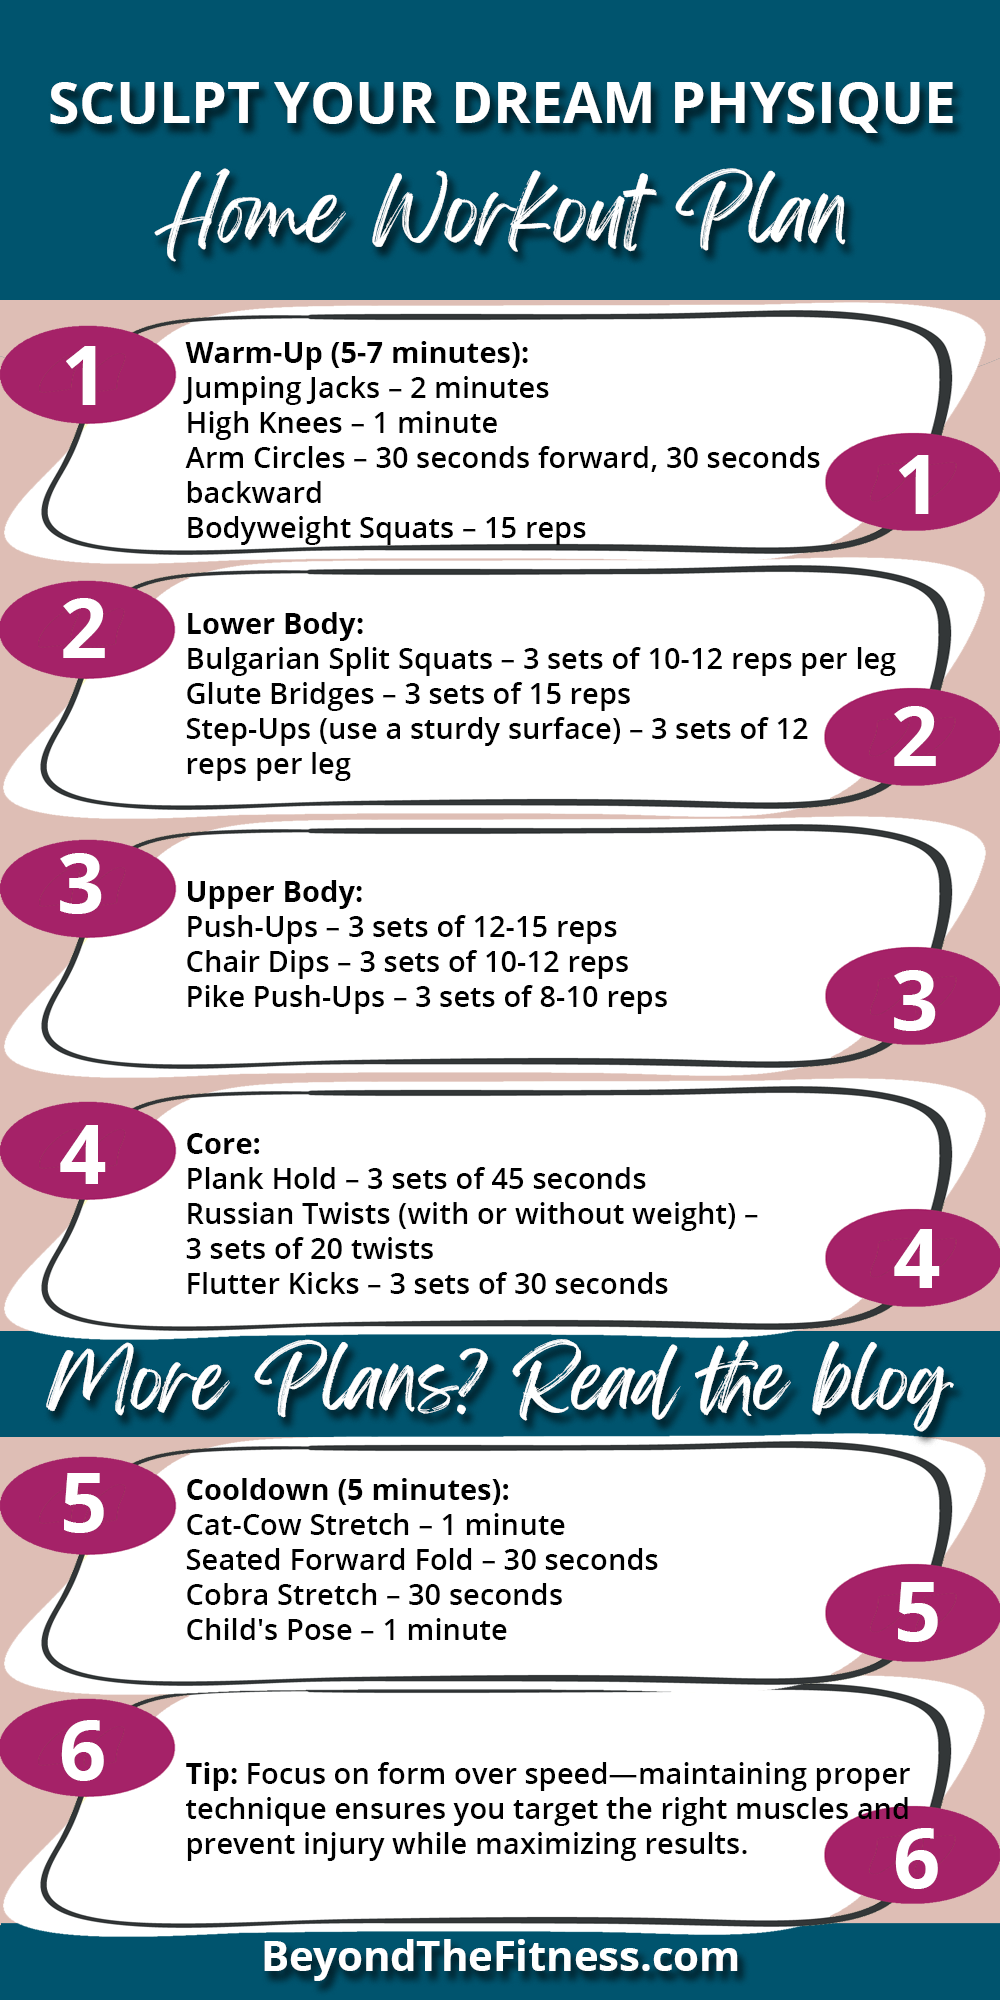 SCULPT YOUR DREAM PHYSIQUE
Home Workout Plan
1
Warm-Up (5-7 minutes):
Jumping Jacks – 2 minutes
High Knees – 1 minute
Arm Circles – 30 seconds forward, 30 seconds
backward
Bodyweight Squats – 15 reps
1
2
Lower Body:
Bulgarian Split Squats – 3 sets of 10-12 reps per leg
Glute Bridges – 3 sets of 15 reps
Step-Ups (use a sturdy surface) – 3 sets of 12
reps per leg
2
3
Upper Body:
Push-Ups – 3 sets of 12-15 reps
Chair Dips – 3 sets of 10-12 reps
Pike Push-Ups – 3 sets of 8-10 reps
3
4
Core:
Plank Hold – 3 sets of 45 seconds
Russian Twists (with or without weight) –
3 sets of 20 twists
Flutter Kicks – 3 sets of 30 seconds
4
More Plans? Read the blog
5
Cooldown (5 minutes):
Cat-Cow Stretch – 1 minute
Seated Forward Fold – 30 seconds
Cobra Stretch – 30 seconds
Child's Pose – 1 minute
5
6
Tip: Focus on form over speed—maintaining proper
technique ensures you target the right muscles and
prevent injury while maximizing results.
6
BeyondTheFitness.com